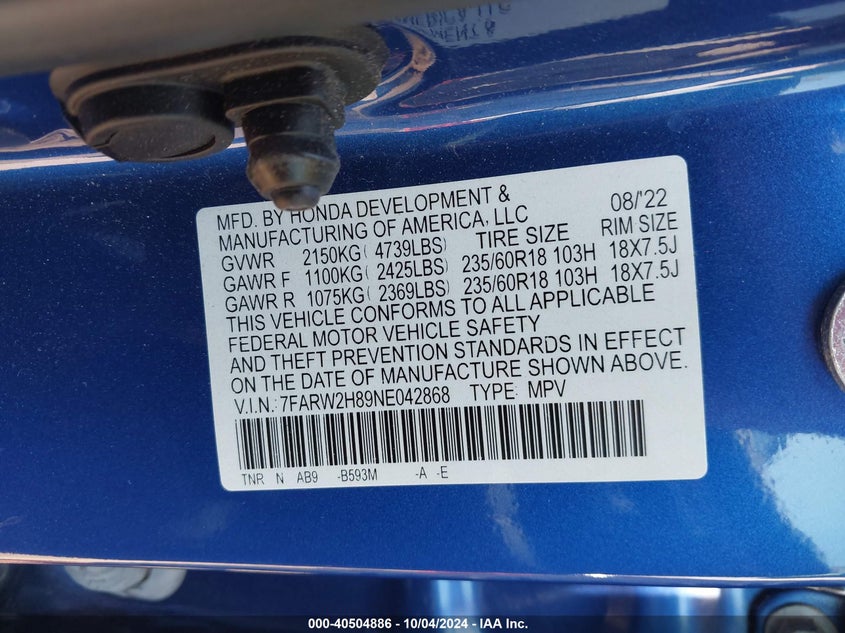 MFD. BY HONDA DEVELOPMENT & 08/'22
MANUFACTURING OF AMERICA, LLC
GVWR 2150KG( 4739LBS) TIRE SIZE RIM SIZE
GAWR F 1100KG( 2425LBS) 235/60R18 103H 18X7.5J
GAWR R 1075KG( 2369LBS) 235/60R18 103H 18X7.5J
THIS VEHICLE CONFORMS TO ALL APPLICABLE
FEDERAL MOTOR VEHICLE SAFETY
AND THEFT PREVENTION STANDARDS IN EFFECT
ON THE DATE OF MANUFACTURE SHOWN ABOVE.
V.I.N.: 7FARW2H89NE042868 TYPE: MPV
TNR N AB9 -B593M -A -E
000-40504886 - 10/04/2024 - IAA Inc.